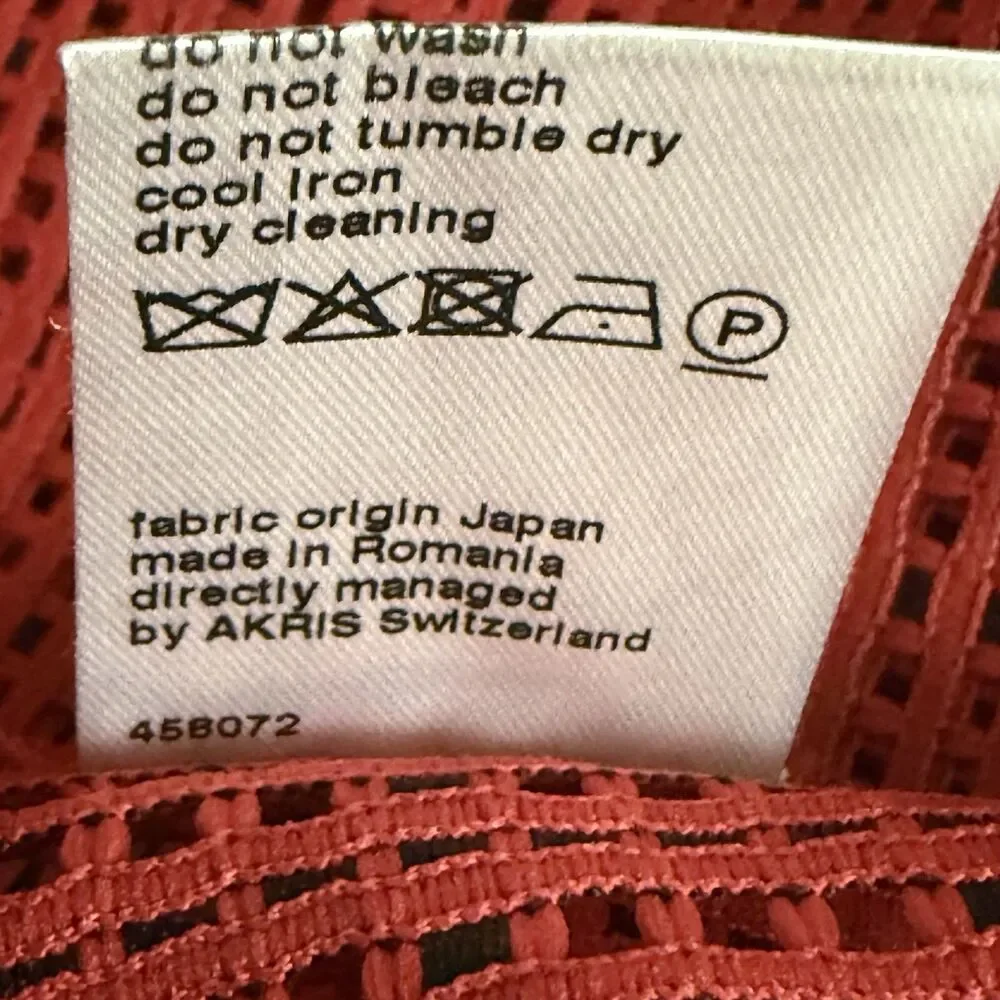 do not wash
do not bleach
do not tumble dry
cool iron
dry cleaning
P
fabric origin Japan
made in Romania
directly managed
by AKRIS Switzerland
458072